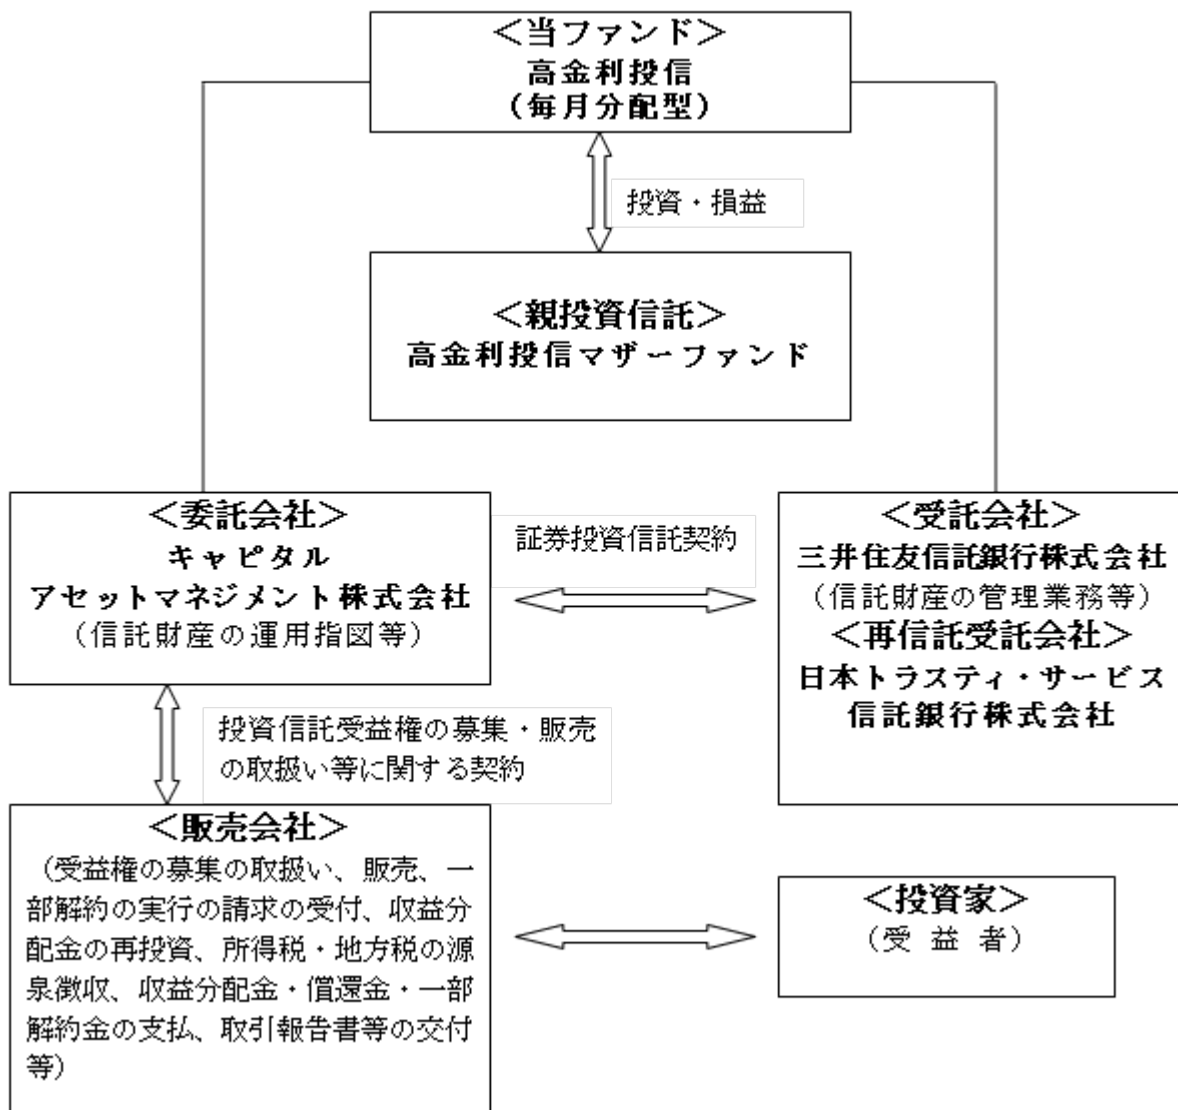 ＜当ファンド＞
高金利投信
（毎月分配型）
投資・損益
＜親投資信託＞
高金利投信マザーファンド
＜委託会社＞
キャピタル
アセットマネジメント株式会社
（信託財産の運用指図等）
証券投資信託契約
＜受託会社＞
三井住友信託銀行株式会社
（信託財産の管理業務等）
＜再信託受託会社＞
日本トラスティ・サービス
信託銀行株式会社
投資信託受益権の募集・販売
の取扱い等に関する契約
＜販売会社＞
（受益権の募集の取扱い、販売、一
部解約の実行の請求の受付、収益分
配金の再投資、所得税・地方税の源
泉徴収、収益分配金・償還金・一部
解約金の支払、取引報告書等の交付
等）
＜投資家＞
（受 益 者）